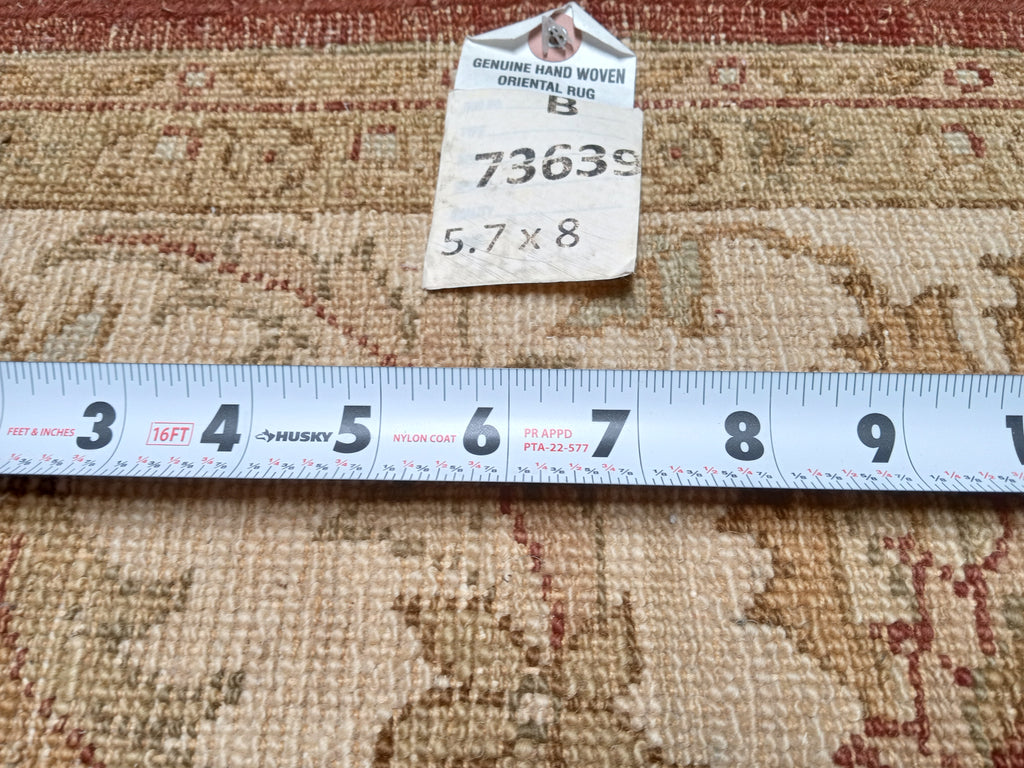 GENUINE HAND WOVEN
ORIENTAL RUG
B
73639
5.7 x 8
FEET & INCHES 3 16FT 4 HUSKY 5 NYLON COAT 6 PR APPD 7 8 9
PTA-22-577